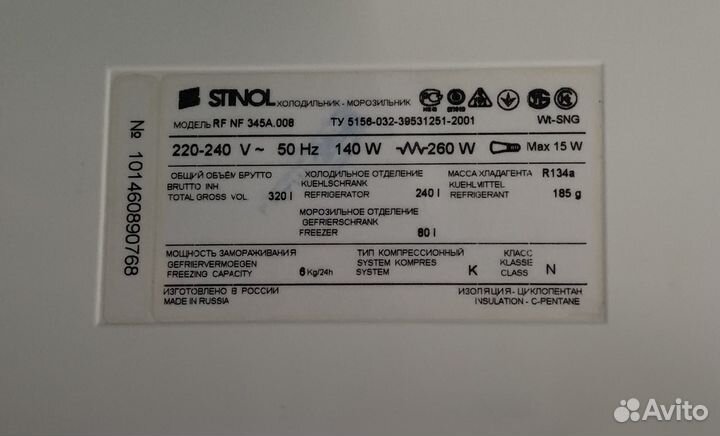 STINOL ХОЛОДИЛЬНИК - МОРОЗИЛЬНИК
МОДЕЛЬ RF NF 345A.008 ТУ 5156-032-39531251-2001 Wt-SNG
220-240 V ~ 50 Hz 140 W 260 W Max 15 W
ОБЩИЙ ОБЪЁМ БРУТТО
BRUTTO INH
TOTAL GROSS VOL. 320 l
ХОЛОДИЛЬНОЕ ОТДЕЛЕНИЕ
KUEHLSCHRANK
REFRIGERATOR 240 l
МАССА ХЛАДАГЕНТА R134a
KUEHLMITTEL
REFRIGERANT 185 g
МОРОЗИЛЬНОЕ ОТДЕЛЕНИЕ
GEFRIERSCHRANK
FREEZER 80 l
МОЩНОСТЬ ЗАМОРАЖИВАНИЯ
GEFRIERVERMOEGEN
FREEZING CAPACITY 6 Kg/24h
ТИП КОМПРЕССИОННЫЙ
SYSTEM KOMPRES
SYSTEM K
КЛАСС
KLASSE
CLASS N
ИЗГОТОВЛЕНО В РОССИИ
MADE IN RUSSIA
ИЗОЛЯЦИЯ - ЦИКЛОПЕНТАН
INSULATION - C-PENTANE
№ 101460890768
Avito